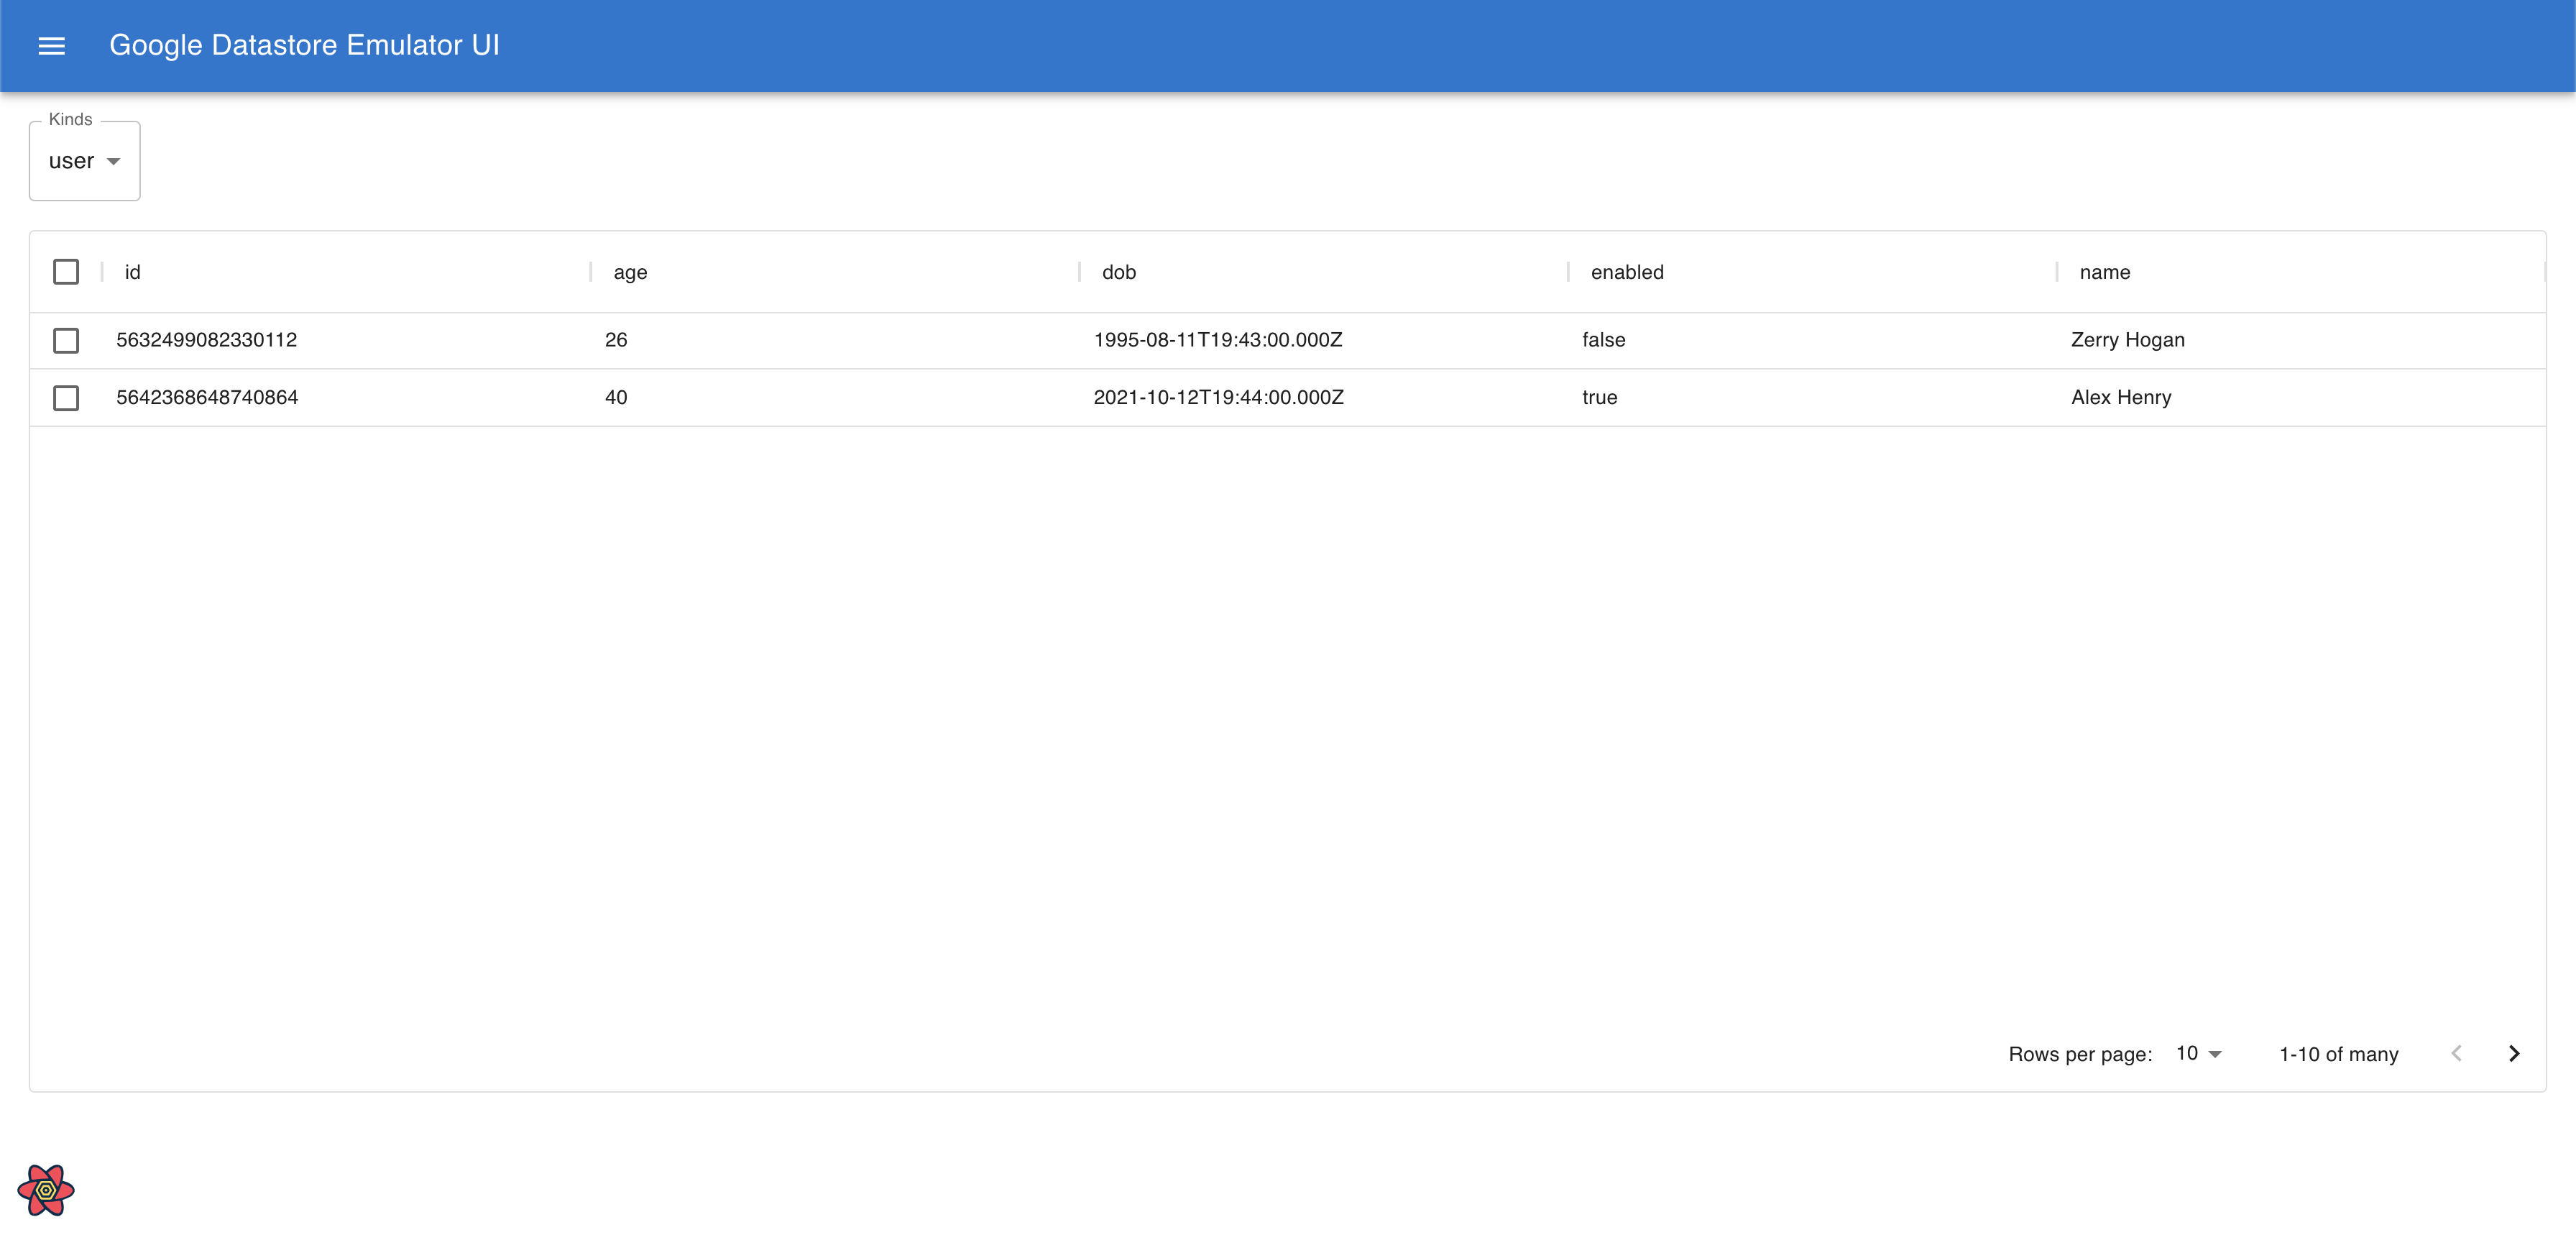 Google Datastore Emulator UI
Kinds
user
id age dob enabled name
5632499082330112 26 1995-08-11T19:43:00.000Z false Zerry Hogan
5642368648740864 40 2021-10-12T19:44:00.000Z true Alex Henry
Rows per page: 10 1-10 of many